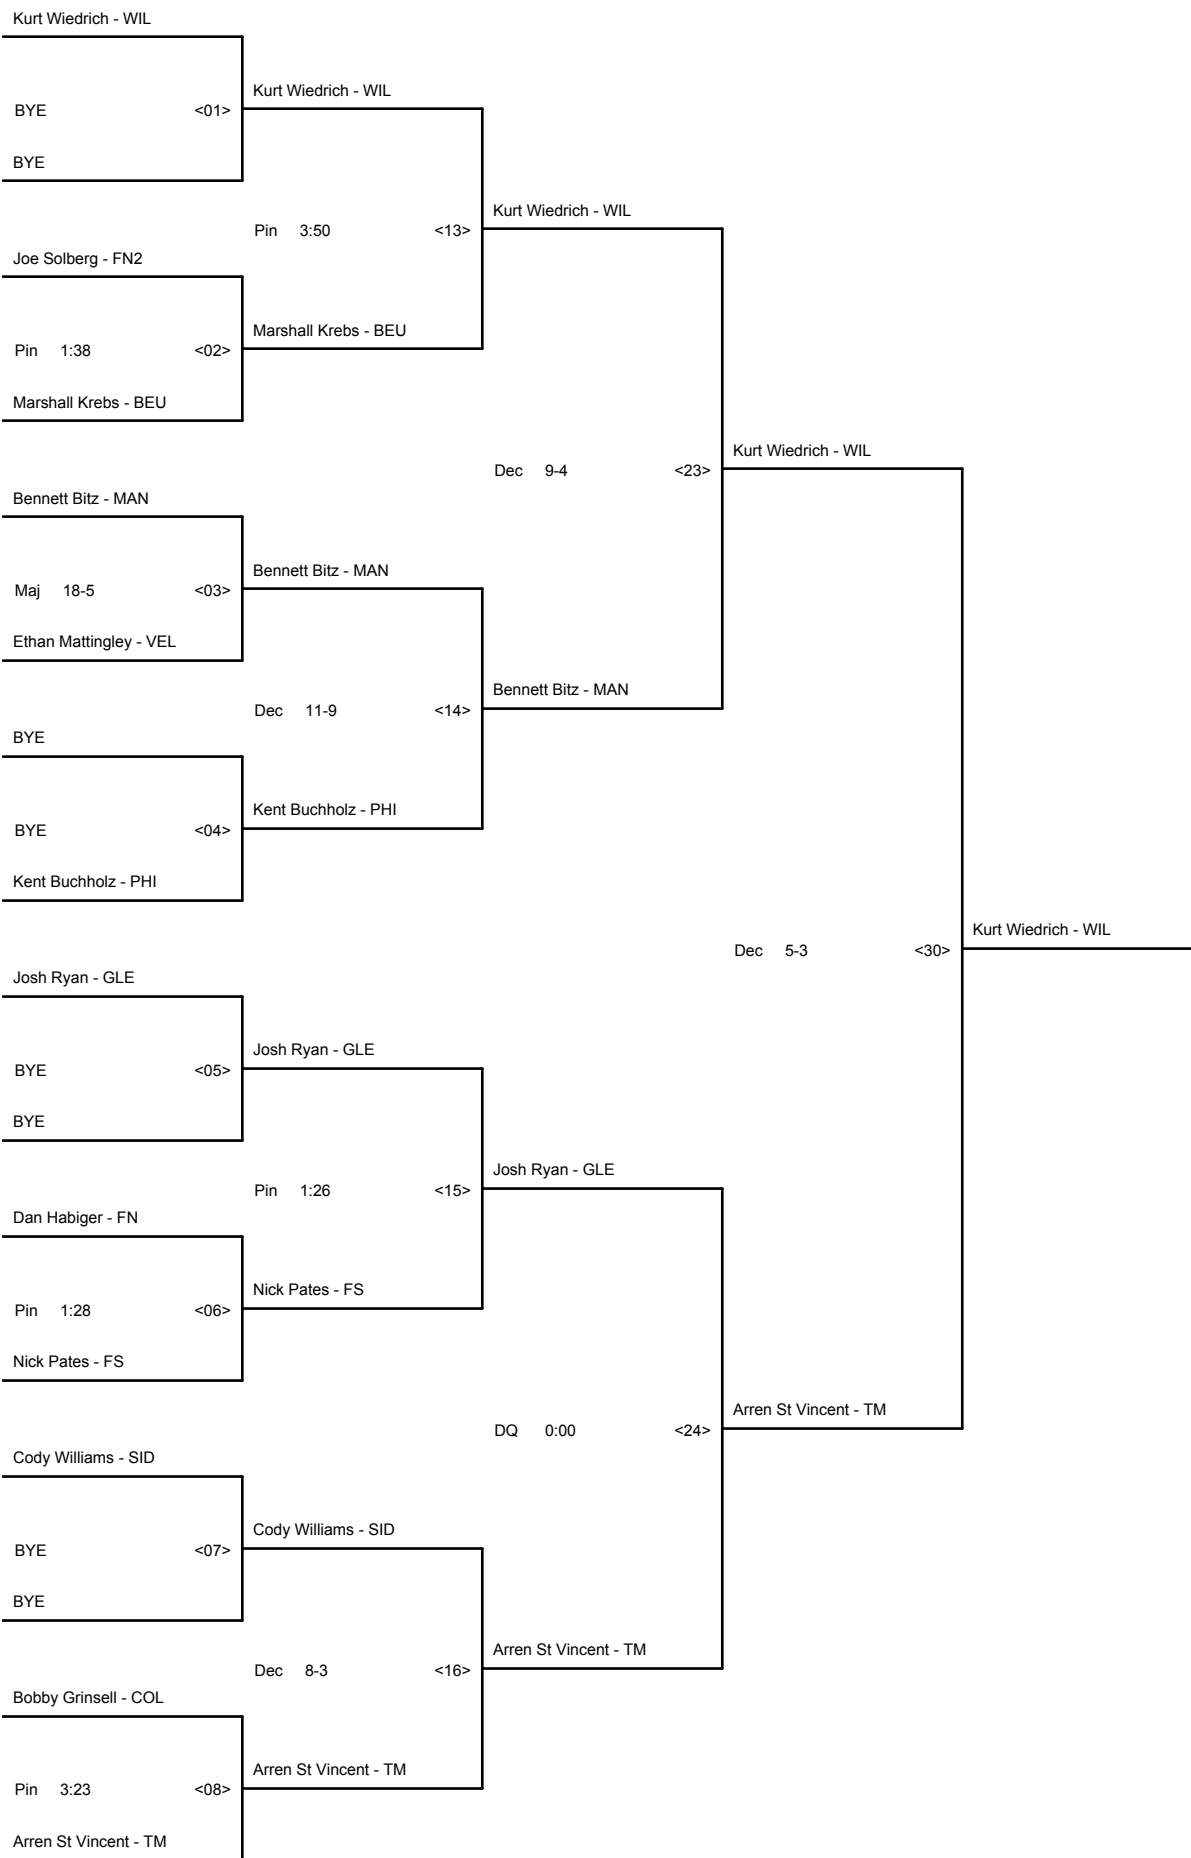 Kurt Wiedrich - WIL
Kurt Wiedrich - WIL
BYE <01>
BYE
Kurt Wiedrich - WIL
Pin 3:50 <13>
Joe Solberg - FN2
Marshall Krebs - BEU
Pin 1:38 <02>
Marshall Krebs - BEU
Kurt Wiedrich - WIL
Dec 9-4 <23>
Bennett Bitz - MAN
Bennett Bitz - MAN
Maj 18-5 <03>
Ethan Mattingley - VEL
Bennett Bitz - MAN
Dec 11-9 <14>
BYE
Kent Buchholz - PHI
BYE <04>
Kent Buchholz - PHI
Kurt Wiedrich - WIL
Dec 5-3 <30>
Josh Ryan - GLE
Josh Ryan - GLE
BYE <05>
BYE
Josh Ryan - GLE
Pin 1:26 <15>
Dan Habiger - FN
Nick Pates - FS
Pin 1:28 <06>
Nick Pates - FS
Arren St Vincent - TM
DQ 0:00 <24>
Cody Williams - SID
Cody Williams - SID
BYE <07>
BYE
Arren St Vincent - TM
Dec 8-3 <16>
Bobby Grinsell - COL
Arren St Vincent - TM
Pin 3:23 <08>
Arren St Vincent - TM